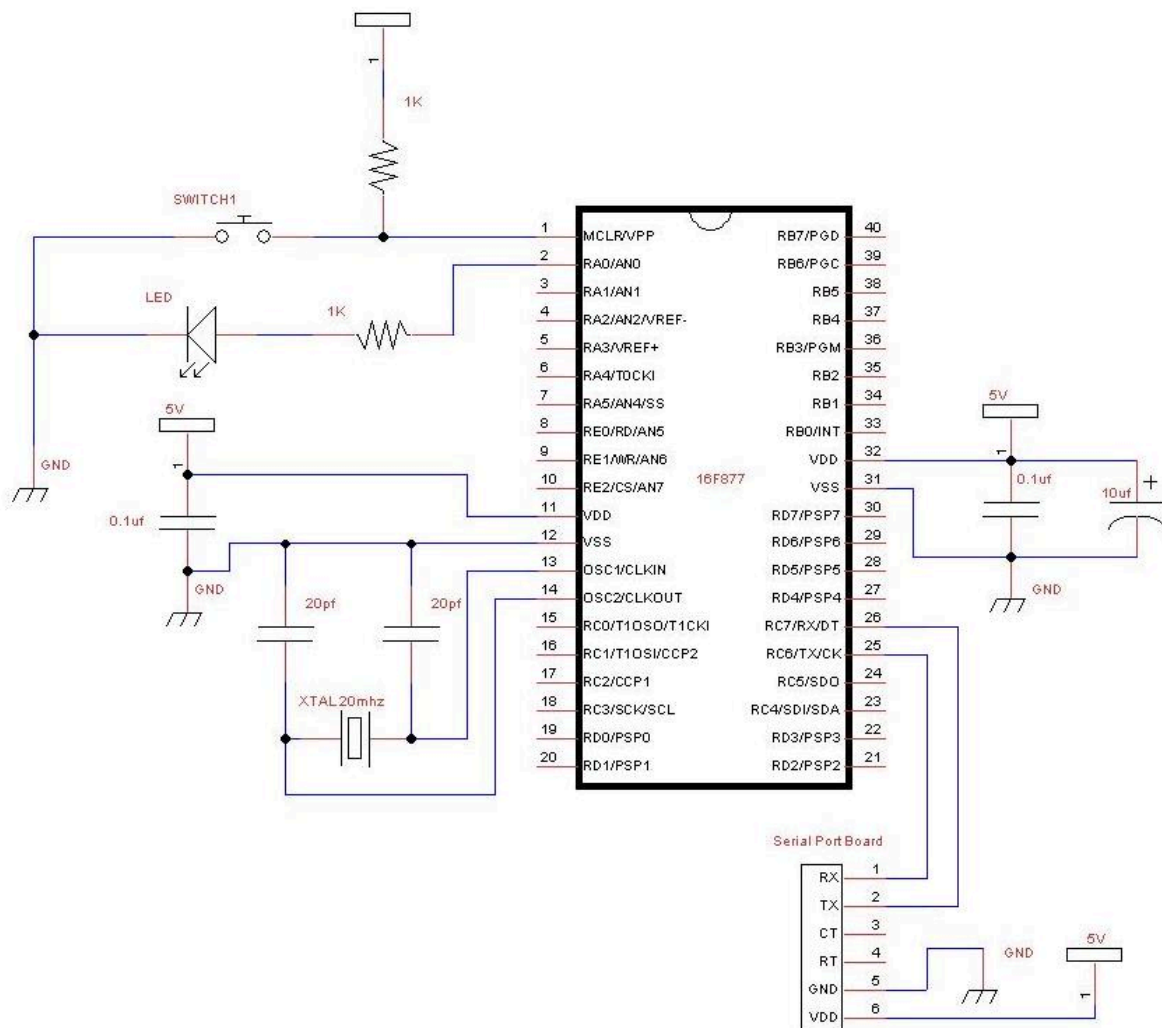 1
1K
SWITCH1
LED
1K
5V
1
GND
0.1uf
GND
20pf
20pf
XTAL20mhz
16F877
1 MCLR/VPP
2 RA0/AN0
3 RA1/AN1
4 RA2/AN2/VREF-
5 RA3/VREF+
6 RA4/T0CKI
7 RA5/AN4/SS
8 RE0/RD/AN5
9 RE1/WR/AN6
10 RE2/CS/AN7
11 VDD
12 VSS
13 OSC1/CLKIN
14 OSC2/CLKOUT
15 RC0/T1OSO/T1CKI
16 RC1/T1OSI/CCP2
17 RC2/CCP1
18 RC3/SCK/SCL
19 RD0/PSP0
20 RD1/PSP1
RB7/PGD 40
RB6/PGC 39
RB5 38
RB4 37
RB3/PGM 36
RB2 35
RB1 34
RB0/INT 33
VDD 32
VSS 31
RD7/PSP7 30
RD6/PSP6 29
RD5/PSP5 28
RD4/PSP4 27
RC7/RX/DT 26
RC6/TX/CK 25
RC5/SDO 24
RC4/SDI/SDA 23
RD3/PSP3 22
RD2/PSP2 21
5V
1
0.1uf
10uf
+
GND
Serial Port Board
RX 1
TX 2
CT 3
RT 4
GND 5
VDD 6
GND
5V
1